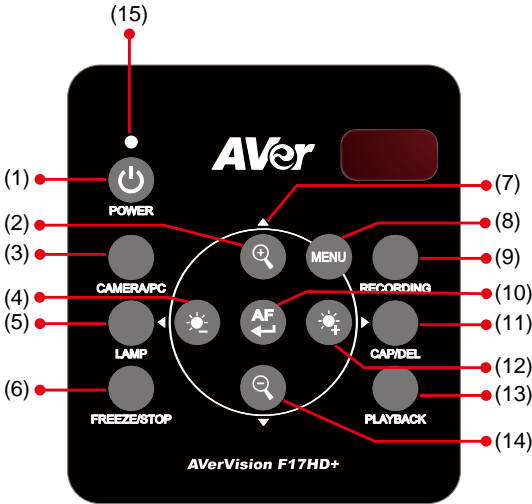 (15)
AVer
(1)
POWER
(7)
(2)
(8)
MENU
(3)
(9)
CAMERA/PC
RECORDING
(4)
(10)
AF
(5)
(11)
LAMP
CAP/DEL
(12)
(6)
(13)
FREEZE/STOP
PLAYBACK
(14)
AVerVision F17HD+